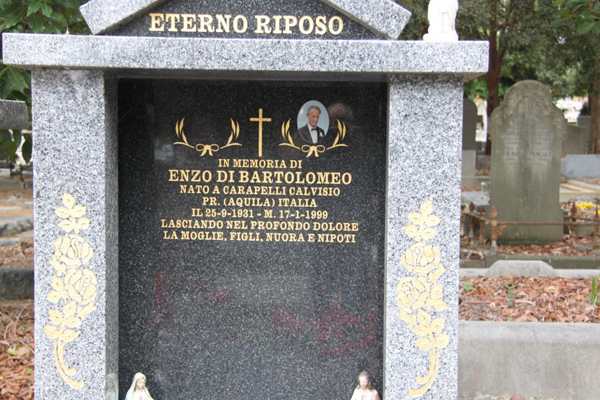 ETERNO RIPOSO
IN MEMORIA DI
ENZO DI BARTOLOMEO
NATO A CARAPELLI CALVISIO
PR. (AQUILA) ITALIA
IL 25-9-1931 - M. 17-1-1999
LASCIANDO NEL PROFONDO DOLORE
LA MOGLIE, FIGLI, NUORA E NIPOTI